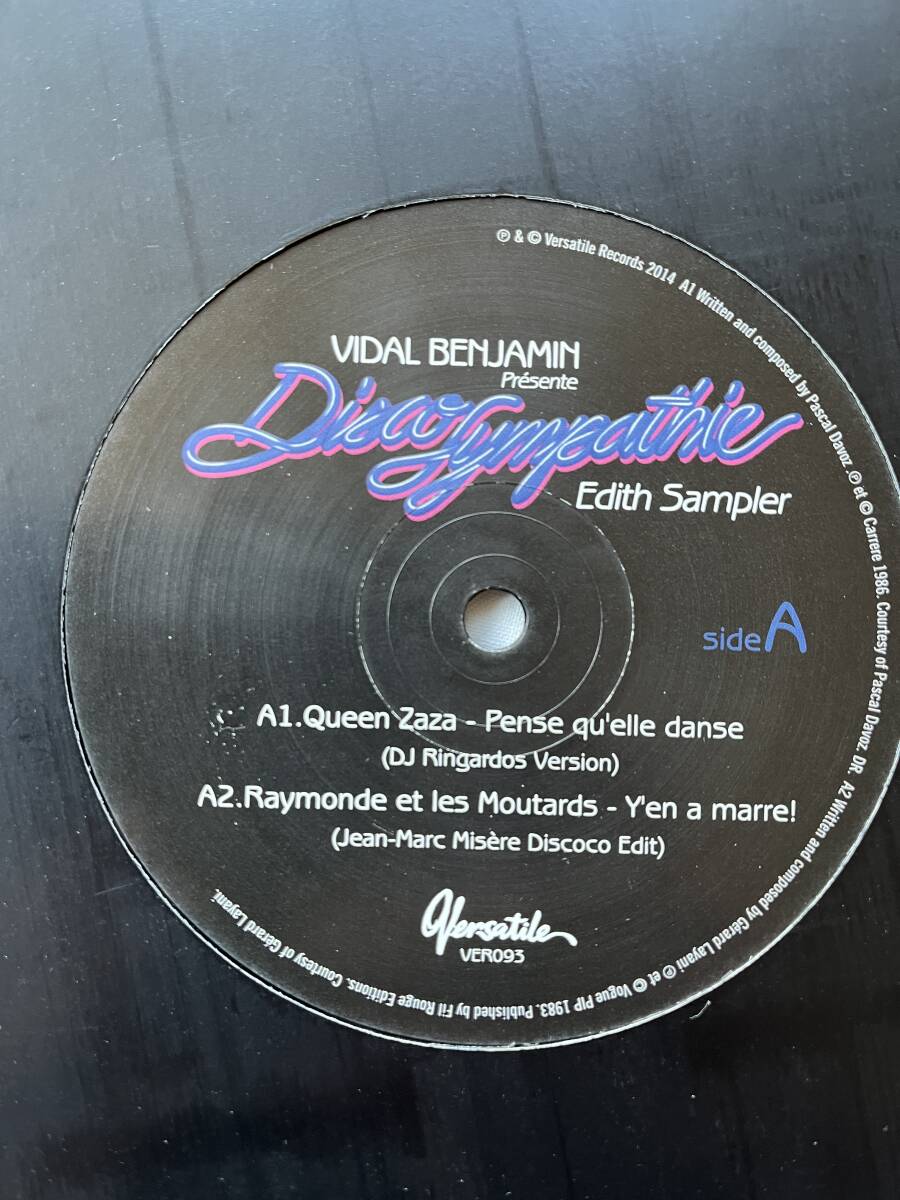 VIDAL BENJAMIN
Présente
Disco Sympathie
Edith Sampler
side A
A1.Queen Zaza - Pense qu'elle danse
(DJ Ringardos Version)
A2.Raymonde et les Moutards - Y'en a marre!
(Jean-Marc Misère Discoco Edit)
Versatile
VER093
℗ & © Versatile Records 2014 A1 Written and composed by Pascal Davoz. ℗ et © Carrere 1986. Courtesy of Pascal Davoz. DR. A2 Written and composed by Gérard Layani ℗ et © Vogue PIP 1983. Published by Fil Rouge Editions. Courtesy of Gérard Layani.